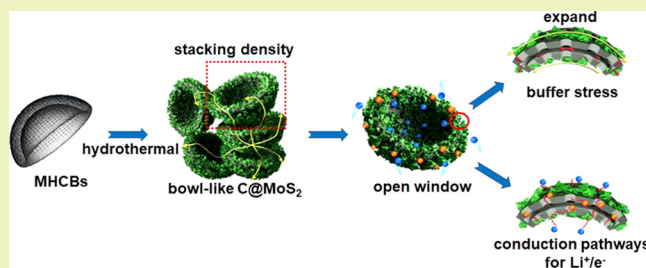 expand
stacking density
buffer stress
hydrothermal
MHCBs
bowl-like C@MoS₂
open window
conduction pathways
for Li⁺/e⁻